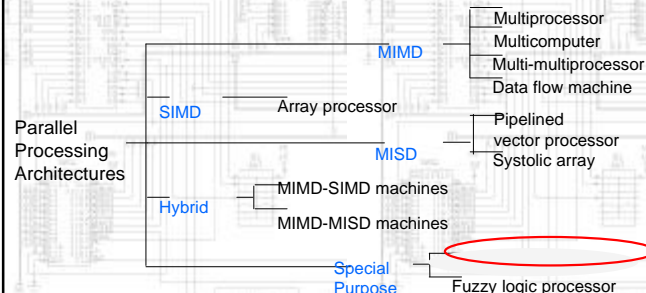 Multiprocessor
MIMD
Multicomputer
Multi-multiprocessor
Data flow machine
SIMD
Array processor
Parallel
Processing
Architectures
MISD
Pipelined
vector processor
Systolic array
Hybrid
MIMD-SIMD machines
MIMD-MISD machines
Special
Purpose
Fuzzy logic processor